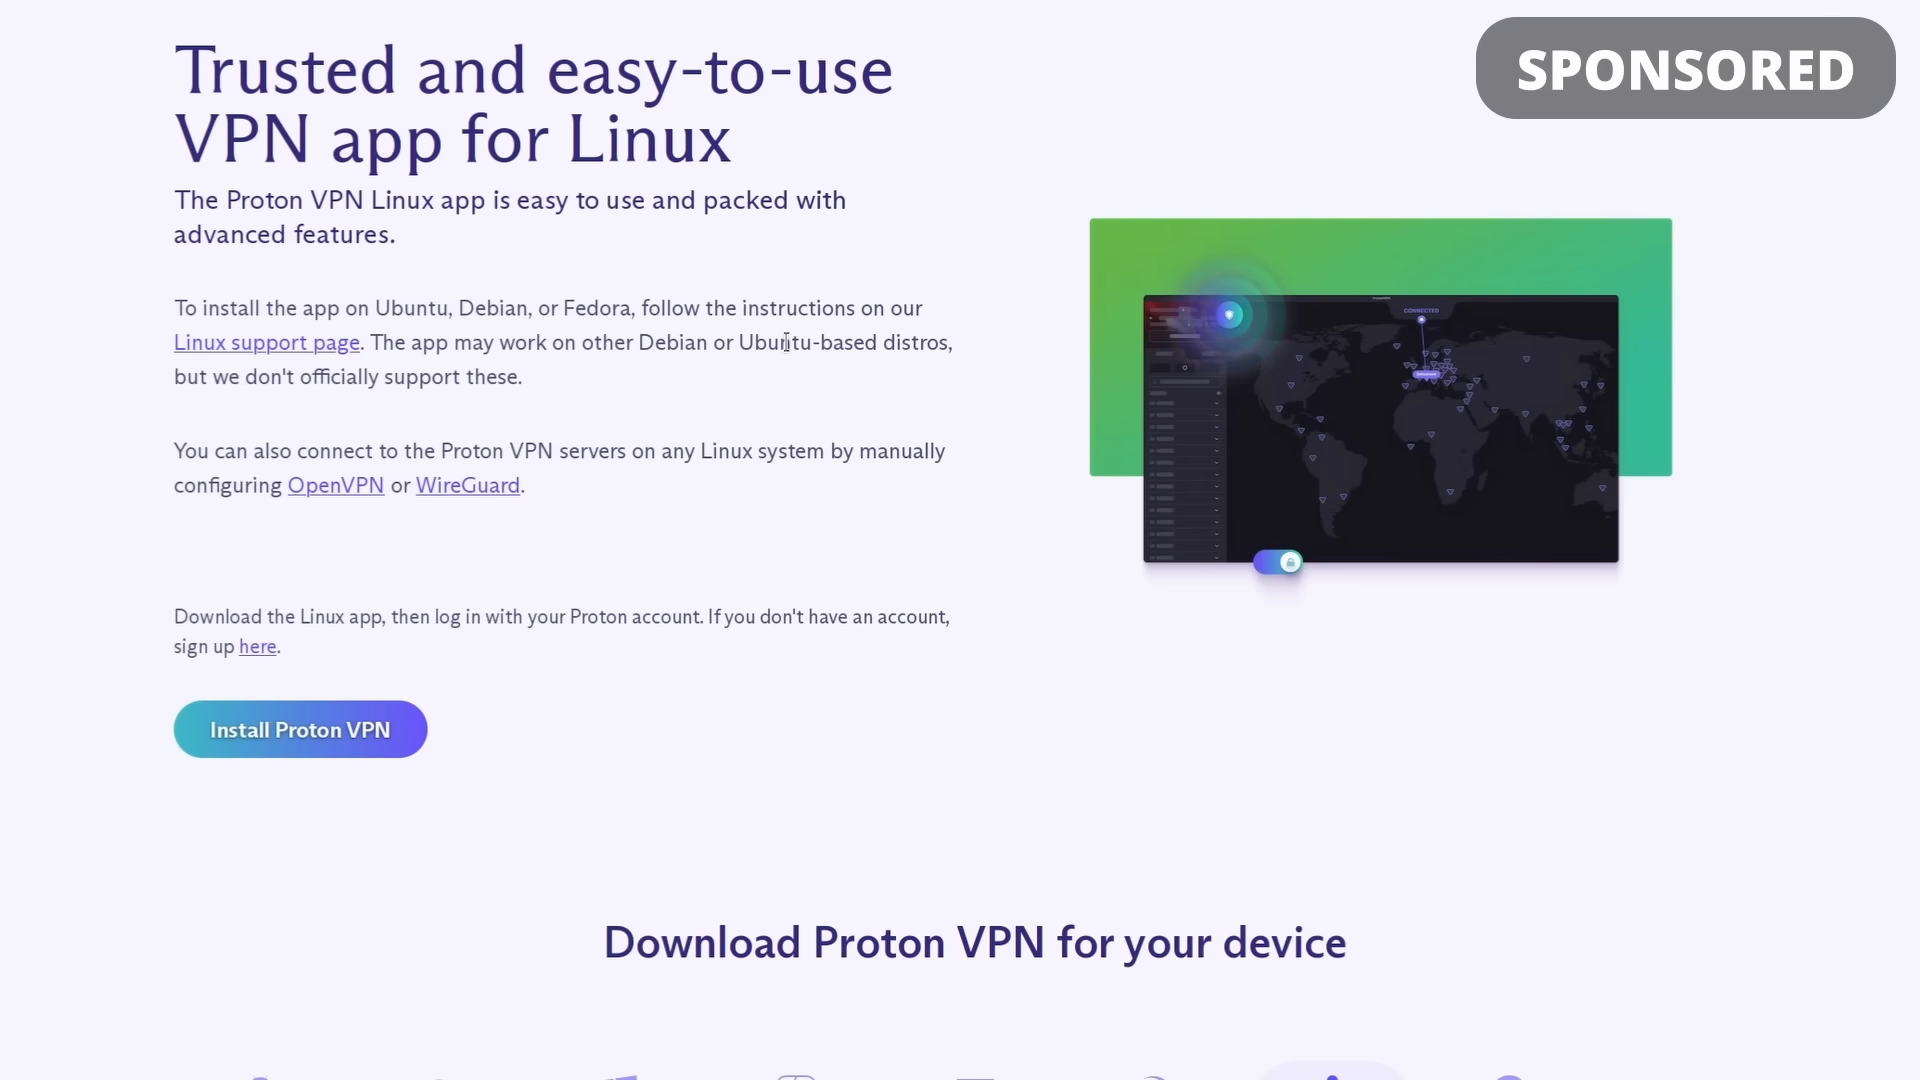 SPONSORED
Trusted and easy-to-use
VPN app for Linux
The Proton VPN Linux app is easy to use and packed with
advanced features.
To install the app on Ubuntu, Debian, or Fedora, follow the instructions on our
Linux support page. The app may work on other Debian or Ubuntu-based distros,
but we don't officially support these.
You can also connect to the Proton VPN servers on any Linux system by manually
configuring OpenVPN or WireGuard.
Download the Linux app, then log in with your Proton account. If you don't have an account,
sign up here.
Install Proton VPN
CONNECTED
Download Proton VPN for your device